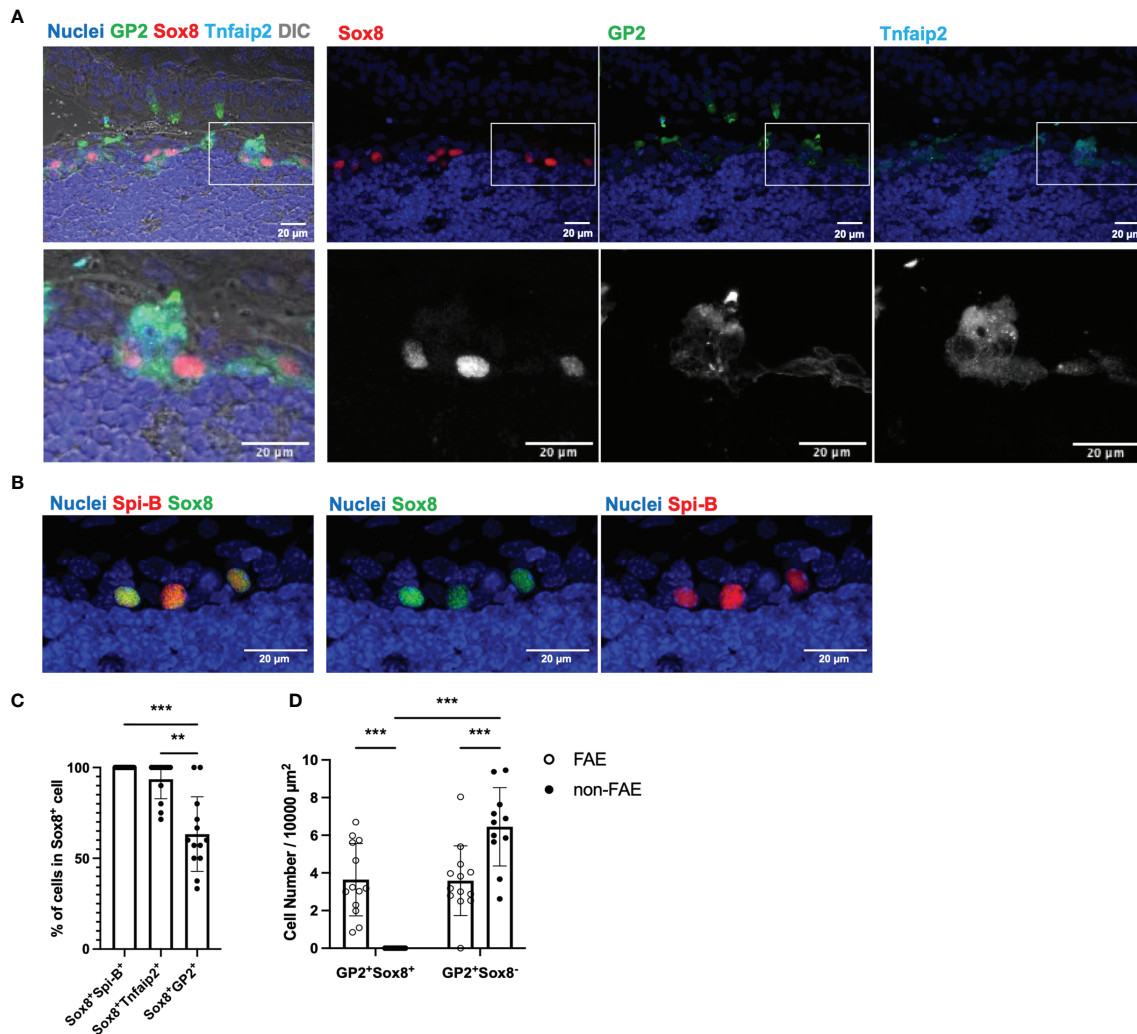 A
Nuclei GP2 Sox8 Tnfaip2 DIC
Sox8
GP2
Tnfaip2
20 µm
20 µm
20 µm
20 µm
20 µm
20 µm
20 µm
20 µm
B
Nuclei Spi-B Sox8
Nuclei Sox8
Nuclei Spi-B
20 µm
20 µm
20 µm
C
% of cells in Sox8⁺ cell
100
50
0
***
**
Sox8⁺Spi-B⁺
Sox8⁺Tnfaip2⁺
Sox8⁺GP2⁺
D
Cell Number / 10000 µm²
10
8
6
4
2
0
***
***
***
GP2⁺Sox8⁺
GP2⁺Sox8⁻
FAE
non-FAE